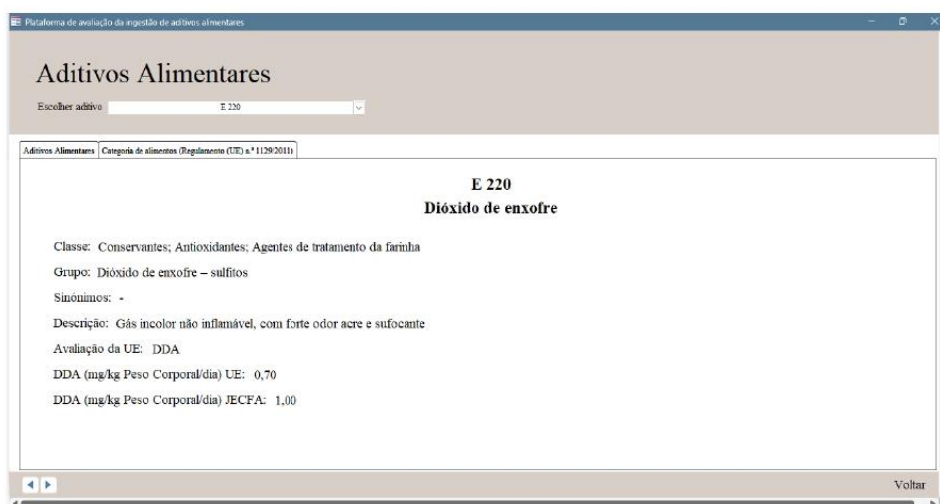 Plataforma de avaliação da ingestão de aditivos alimentares
Aditivos Alimentares
Escolher aditivo E 220
Aditivos Alimentares Categoria de alimentos (Regulamento (UE) n.º 1129/2011)
E 220
Dióxido de enxofre
Classe: Conservantes; Antioxidantes; Agentes de tratamento da farinha
Grupo: Dióxido de enxofre – sulfitos
Sinónimos: -
Descrição: Gás incolor não inflamável, com forte odor acre e sufocante
Avaliação da UE: DDA
DDA (mg/kg Peso Corporal/dia) UE: 0,70
DDA (mg/kg Peso Corporal/dia) JECFA: 1,00
Voltar